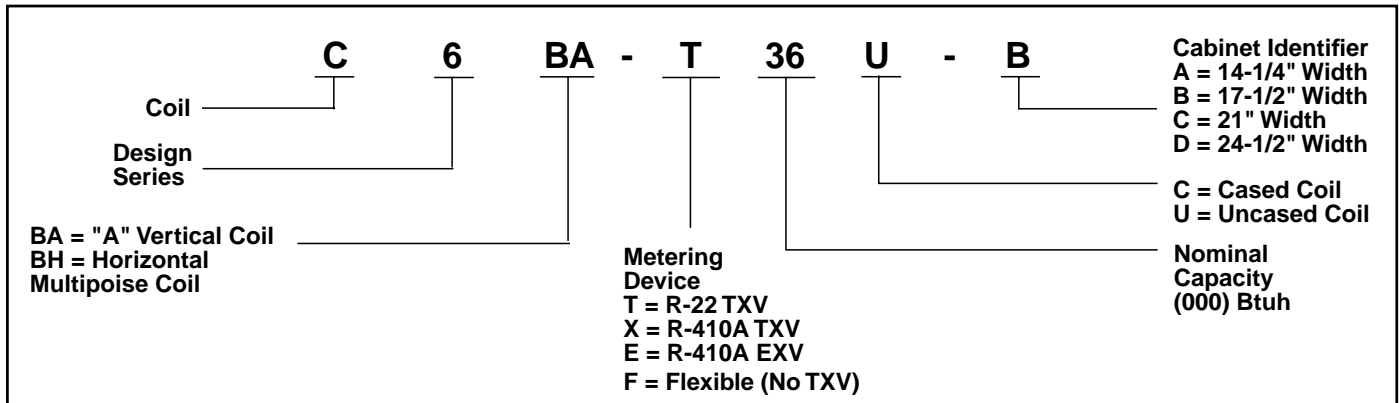 C 6 BA - T 36 U - B
Coil
Design
Series
BA = "A" Vertical Coil
BH = Horizontal
Multipoise Coil
Metering
Device
T = R-22 TXV
X = R-410A TXV
E = R-410A EXV
F = Flexible (No TXV)
Cabinet Identifier
A = 14-1/4" Width
B = 17-1/2" Width
C = 21" Width
D = 24-1/2" Width
C = Cased Coil
U = Uncased Coil
Nominal
Capacity
(000) Btuh